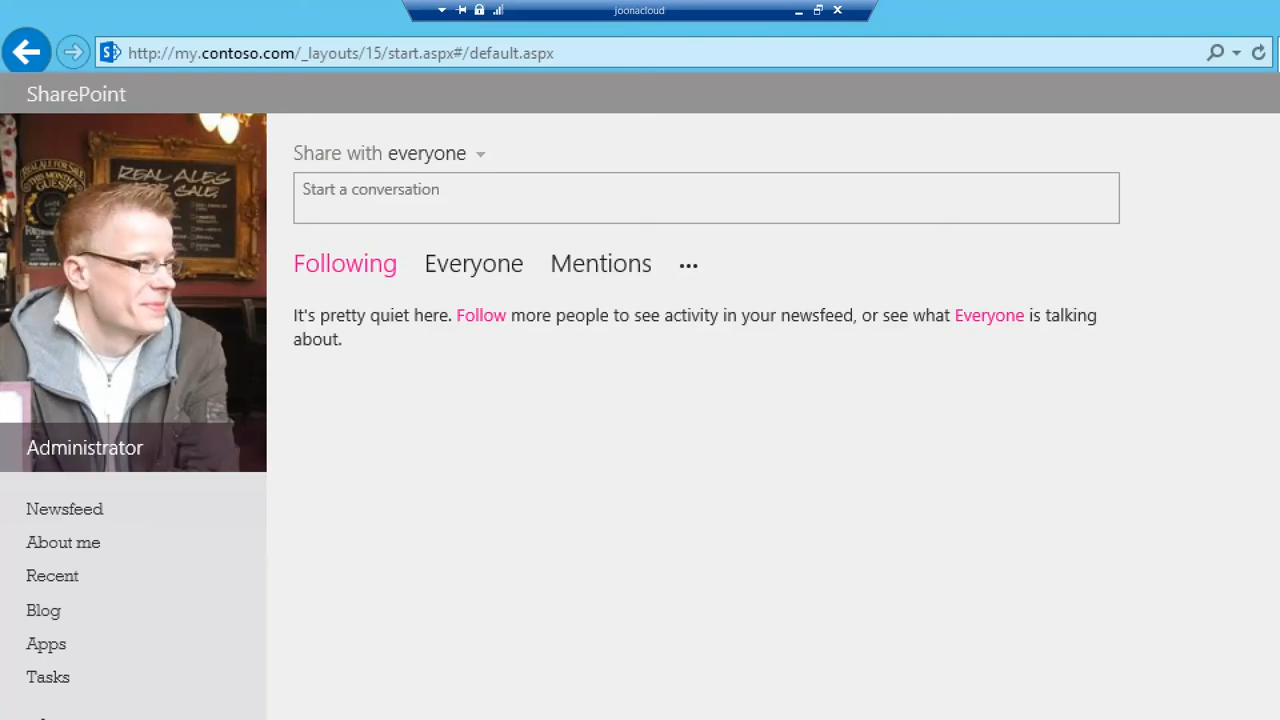 joonacloud
http://my.contoso.com/_layouts/15/start.aspx#/default.aspx
SharePoint
REAL ALES
FOR SALE
Administrator
Newsfeed
About me
Recent
Blog
Apps
Tasks
Share with everyone
Start a conversation
Following Everyone Mentions ...
It's pretty quiet here. Follow more people to see activity in your newsfeed, or see what Everyone is talking
about.